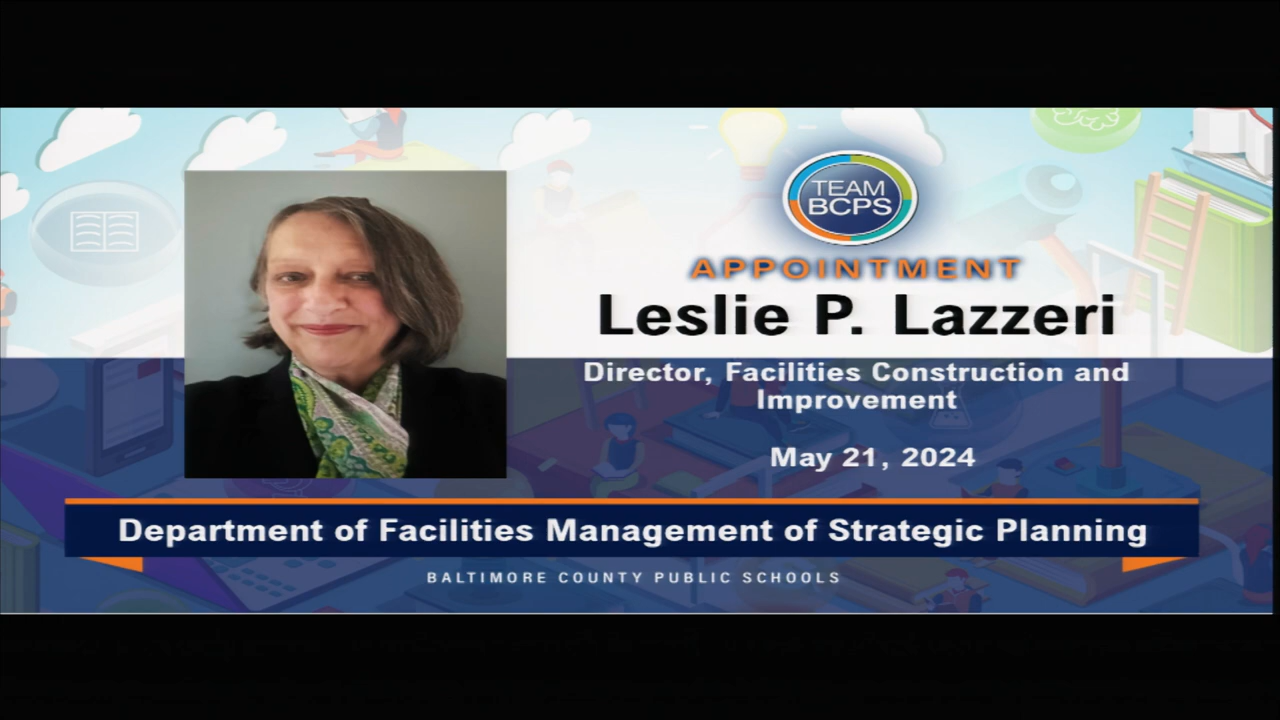 TEAM
BCPS
APPOINTMENT
Leslie P. Lazzeri
Director, Facilities Construction and
Improvement
May 21, 2024
Department of Facilities Management of Strategic Planning
BALTIMORE COUNTY PUBLIC SCHOOLS